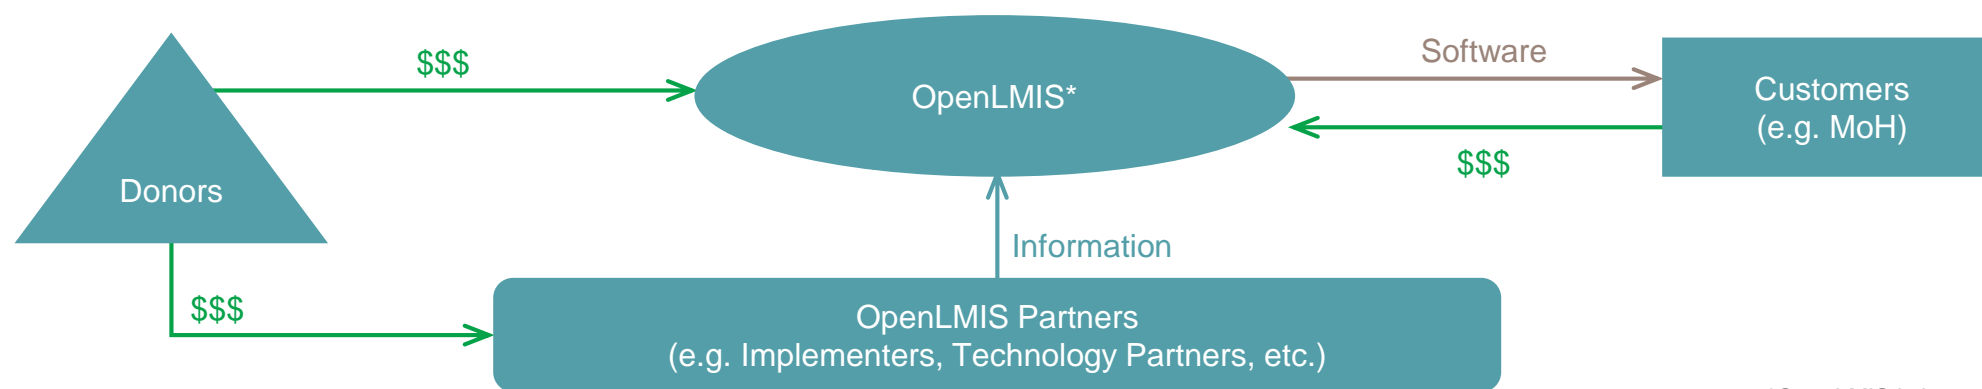 $$$
Software
OpenLMIS*
Customers
(e.g. MoH)
$$$
Donors
Information
$$$
OpenLMIS Partners
(e.g. Implementers, Technology Partners, etc.)